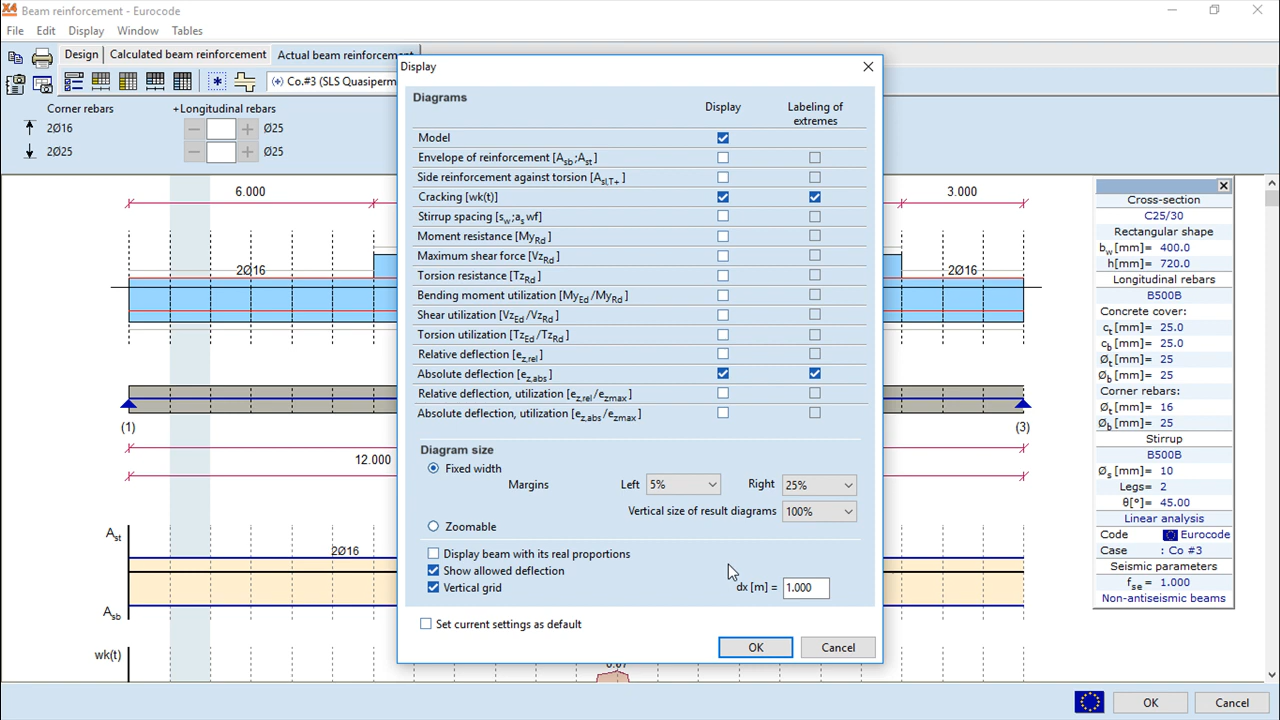 X4 Beam reinforcement - Eurocode
File Edit Display Window Tables
Design Calculated beam reinforcement Actual beam reinforcement
Co.#3 (SLS Quasiperm
Corner rebars +Longitudinal rebars
2Ø16 Ø25
2Ø25 Ø25
Display
Diagrams
Display Labeling of extremes
Model
Envelope of reinforcement [Asb;Ast]
Side reinforcement against torsion [Asl,T+]
Cracking [wk(t)]
Stirrup spacing [sw;as wf]
Moment resistance [MyRd]
Maximum shear force [VzRd]
Torsion resistance [TzRd]
Bending moment utilization [MyEd/MyRd]
Shear utilization [VzEd/VzRd]
Torsion utilization [TzEd/TzRd]
Relative deflection [ez,rel]
Absolute deflection [ez,abs]
Relative deflection, utilization [ez,rel/ezmax]
Absolute deflection, utilization [ez,abs/ezmax]
Diagram size
Fixed width
Margins Left 5% Right 25%
Vertical size of result diagrams 100%
Zoomable
Display beam with its real proportions
Show allowed deflection
Vertical grid dx [m] = 1.000
Set current settings as default
OK Cancel
6.000 3.000
2Ø16 2Ø16
(1) (3)
12.000
Ast
2Ø16
Asb
wk(t)
Cross-section
C25/30
Rectangular shape
bw[mm]= 400.0
h[mm]= 720.0
Longitudinal rebars
B500B
Concrete cover:
ct[mm]= 25.0
cb[mm]= 25.0
Øt[mm]= 25
Øb[mm]= 25
Corner rebars:
Øt[mm]= 16
Øb[mm]= 25
Stirrup
B500B
Øs[mm]= 10
Legs= 2
θ[°]= 45.00
Linear analysis
Code Eurocode
Case : Co #3
Seismic parameters
fse= 1.000
Non-antiseismic beams
OK Cancel